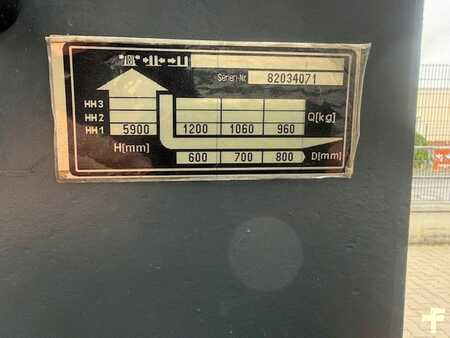 Serien-Nr. 82034071
HH3
HH2 Q[kg]
HH1 5900 1200 1060 960
H[mm] 600 700 800 D[mm]